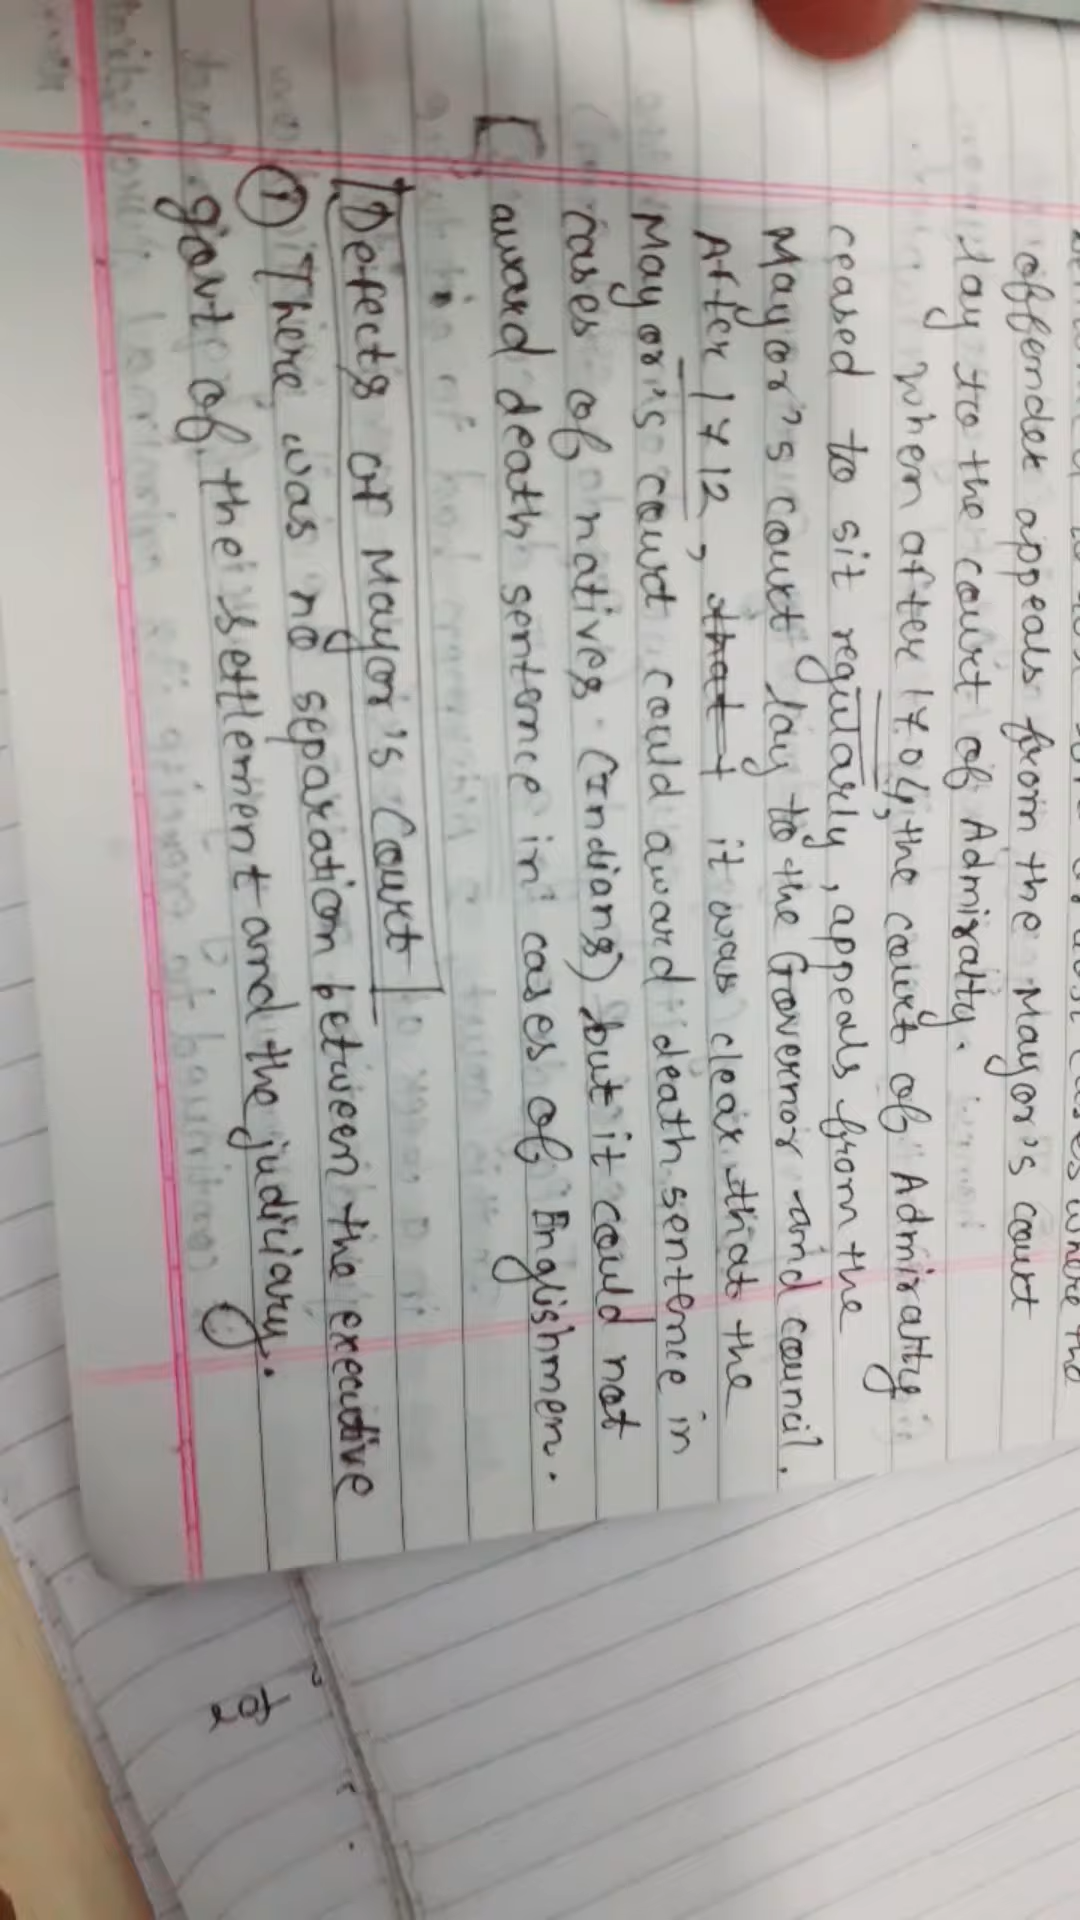 offender appeals from the Mayor's court
lay to the court of Admiralty.
when after 1704, the court of Admiralty
ceased to sit regularly, appeals from the
Mayor's court lay to the Governor and council.
After 1712, that it was clear that the
Mayor's court could award death sentence in
cases of natives (Indians) but it could not
award death sentence in cases of Englishmen.
Defects of Mayor's Court
① There was no separation between the executive
govt of the settlement and the judiciary.